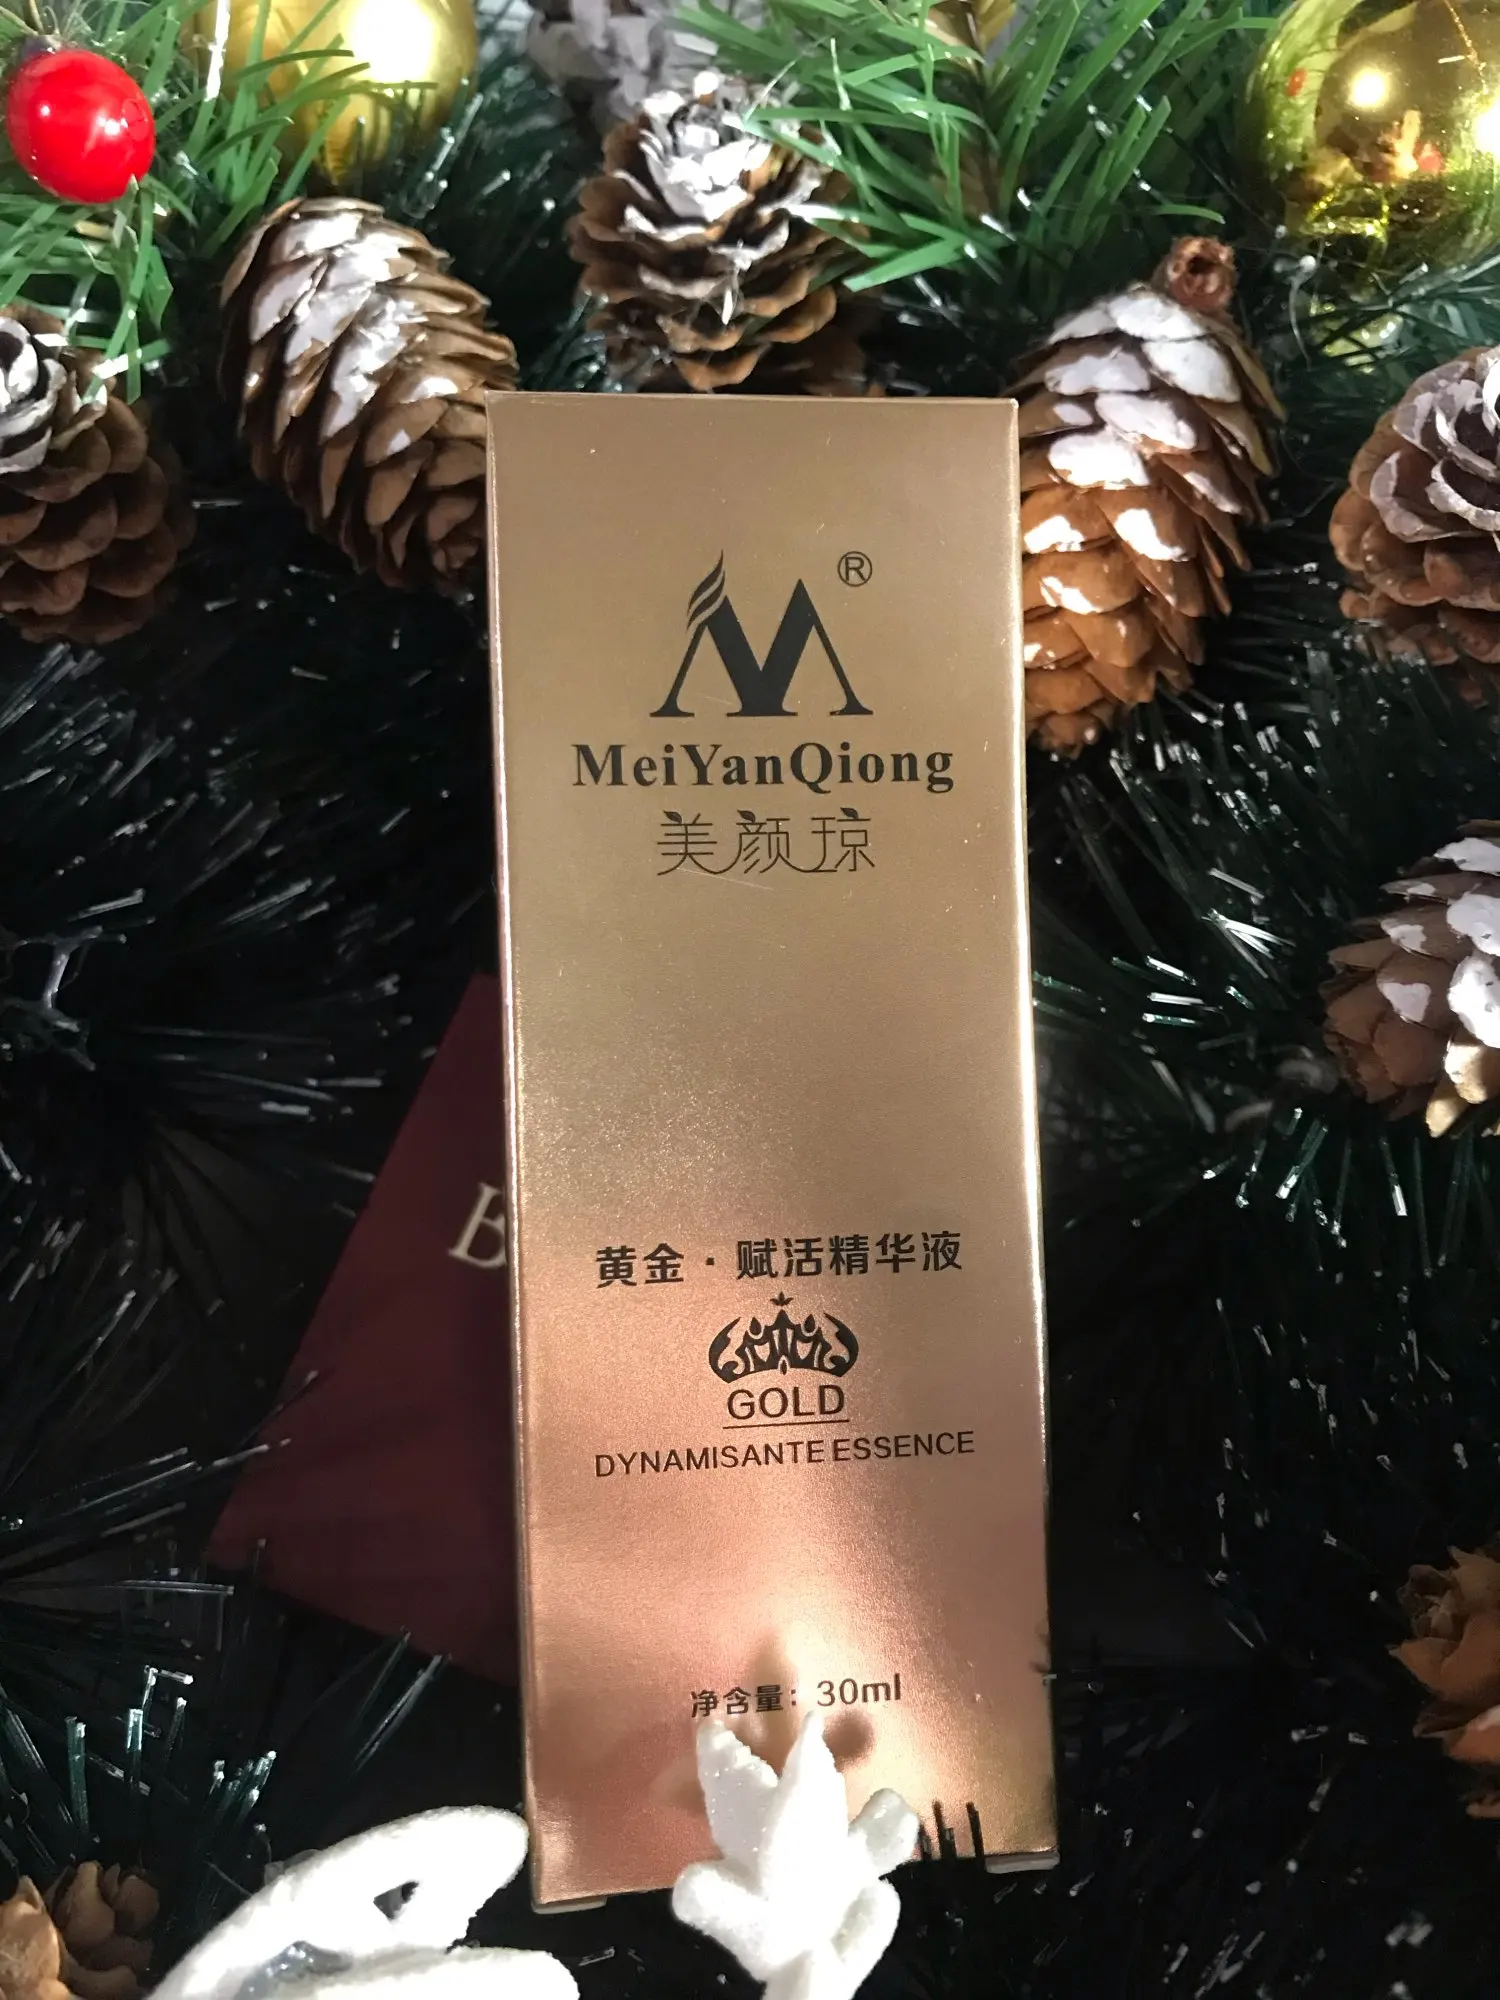 ®
MeiYanQiong
美颜琼
黄金·赋活精华液
GOLD
DYNAMISANTE ESSENCE
净含量：30ml